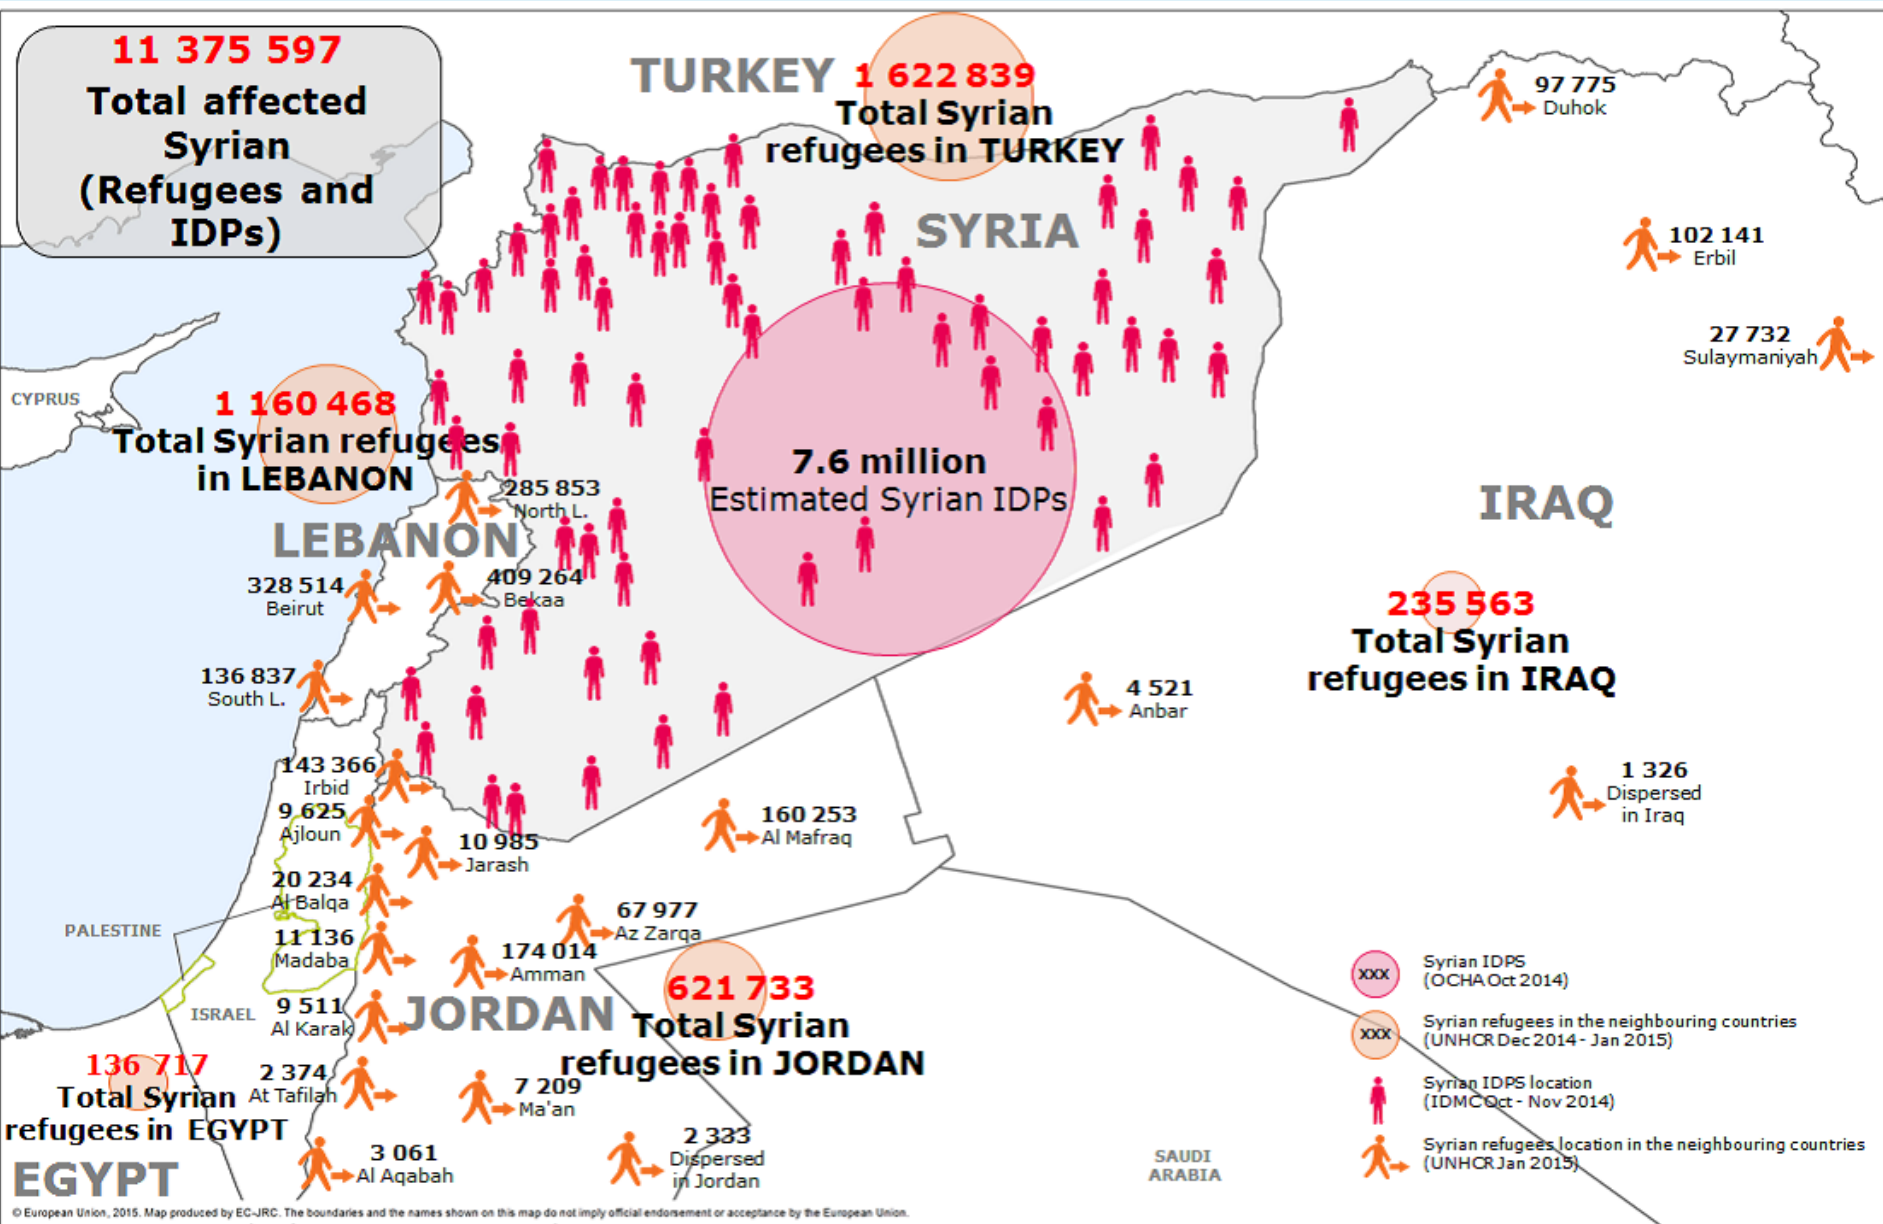 11 375 597
Total affected
Syrian
(Refugees and
IDPs)
TURKEY
1 622 839
Total Syrian
refugees in TURKEY
97 775
Duhok
SYRIA
102 141
Erbil
27 732
Sulaymaniyah
CYPRUS
1 160 468
Total Syrian refugees
in LEBANON
7.6 million
Estimated Syrian IDPs
285 853
North L.
LEBANON
IRAQ
328 514
Beirut
409 264
Bekaa
235 563
Total Syrian
refugees in IRAQ
136 837
South L.
4 521
Anbar
143 366
Irbid
1 326
Dispersed
in Iraq
9 625
Ajloun
10 985
Jarash
160 253
Al Mafraq
20 234
Al Balqa
PALESTINE
67 977
Az Zarqa
11 136
Madaba
174 014
Amman
ISRAEL
9 511
Al Karak
JORDAN
621 733
Total Syrian
refugees in JORDAN
136 717
Total Syrian
refugees in EGYPT
2 374
At Tafilah
7 209
Ma'an
EGYPT
3 061
Al Aqabah
2 333
Dispersed
in Jordan
SAUDI
ARABIA
xxx
Syrian IDPS
(OCHA Oct 2014)
xxx
Syrian refugees in the neighbouring countries
(UNHCR Dec 2014 - Jan 2015)
Syrian IDPS location
(IDMC Oct - Nov 2014)
Syrian refugees location in the neighbouring countries
(UNHCR Jan 2015)
© European Union, 2015. Map produced by EC-JRC. The boundaries and the names shown on this map do not imply official endorsement or acceptance by the European Union.